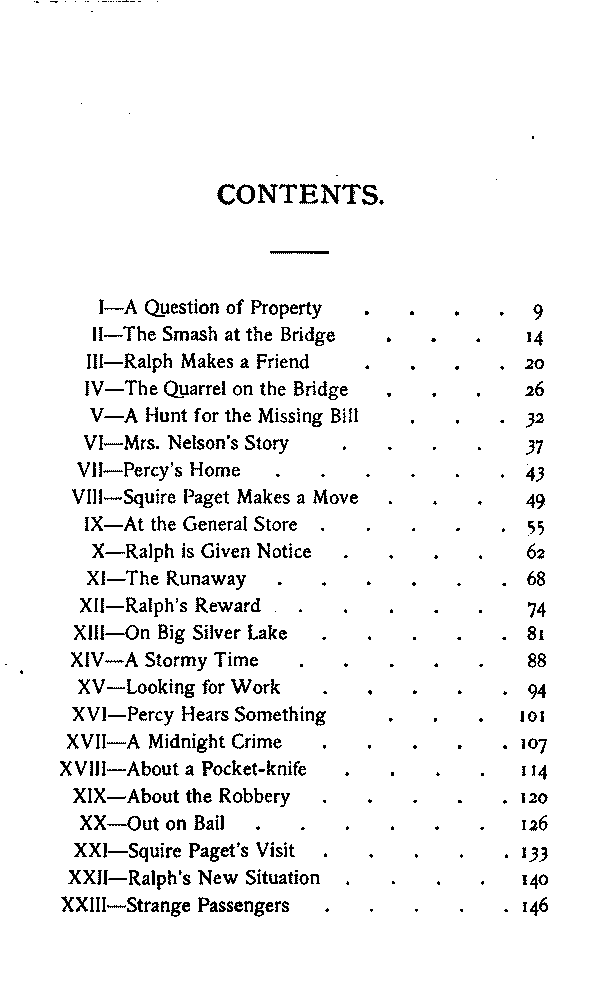 CONTENTS.
I—A Question of Property . . . . 9
II—The Smash at the Bridge . . . 14
III—Ralph Makes a Friend . . . . 20
IV—The Quarrel on the Bridge . . . 26
V—A Hunt for the Missing Bill . . . 32
VI—Mrs. Nelson's Story . . . . 37
VII—Percy's Home . . . . . . 43
VIII—Squire Paget Makes a Move . . . 49
IX—At the General Store . . . . . 55
X—Ralph is Given Notice . . . . 62
XI—The Runaway . . . . . . 68
XII—Ralph's Reward . . . . . 74
XIII—On Big Silver Lake . . . . . 81
XIV—A Stormy Time . . . . . 88
XV—Looking for Work . . . . . 94
XVI—Percy Hears Something . . . 101
XVII—A Midnight Crime . . . . . 107
XVIII—About a Pocket-knife . . . . 114
XIX—About the Robbery . . . . . 120
XX—Out on Bail . . . . . . 126
XXI—Squire Paget's Visit . . . . . 133
XXII—Ralph's New Situation . . . . 140
XXIII—Strange Passengers . . . . . 146